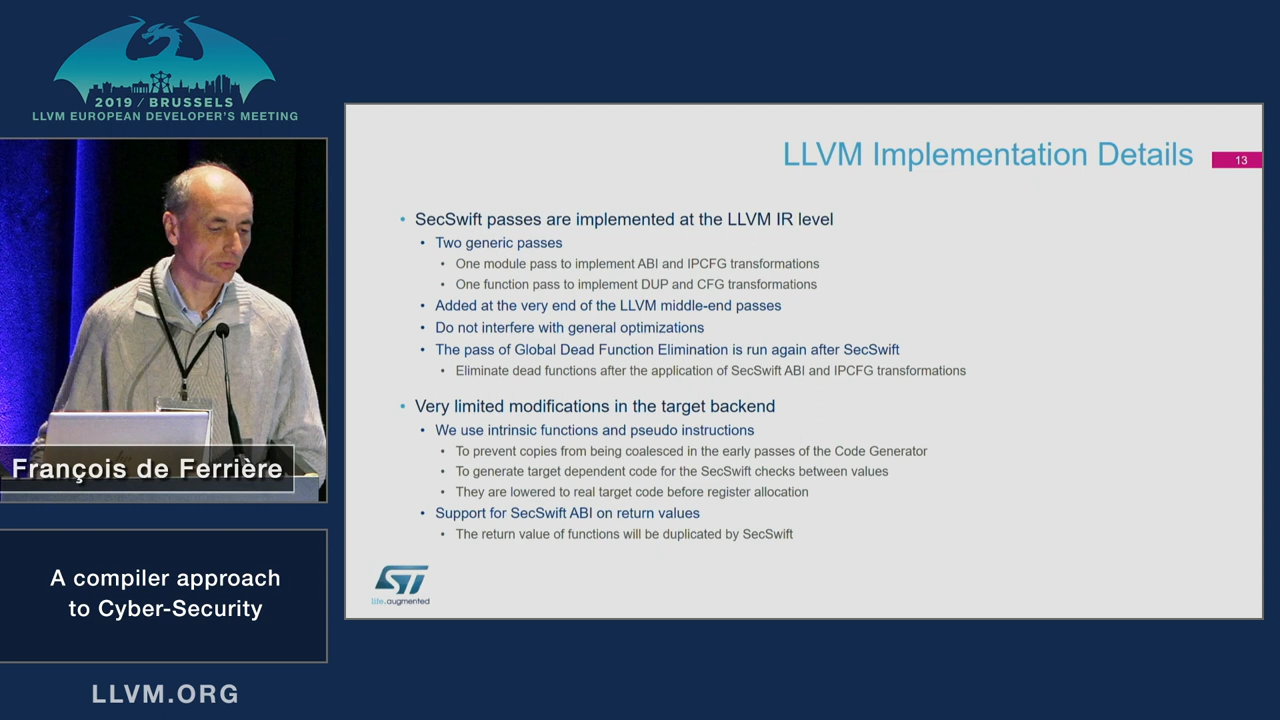 2019 / BRUSSELS
LLVM EUROPEAN DEVELOPER'S MEETING
François de Ferrière
A compiler approach
to Cyber-Security
LLVM.ORG
LLVM Implementation Details
13
• SecSwift passes are implemented at the LLVM IR level
• Two generic passes
• One module pass to implement ABI and IPCFG transformations
• One function pass to implement DUP and CFG transformations
• Added at the very end of the LLVM middle-end passes
• Do not interfere with general optimizations
• The pass of Global Dead Function Elimination is run again after SecSwift
• Eliminate dead functions after the application of SecSwift ABI and IPCFG transformations
• Very limited modifications in the target backend
• We use intrinsic functions and pseudo instructions
• To prevent copies from being coalesced in the early passes of the Code Generator
• To generate target dependent code for the SecSwift checks between values
• They are lowered to real target code before register allocation
• Support for SecSwift ABI on return values
• The return value of functions will be duplicated by SecSwift
ST
life.augmented